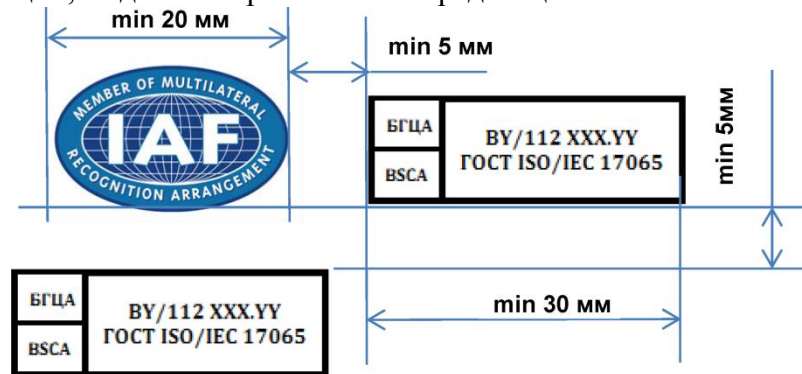 min 20 мм
min 5 мм
MEMBER OF MULTILATERAL
IAF
RECOGNITION ARRANGEMENT
БГЦА
BSCA
BY/112 XXX.YY
ГОСТ ISO/IEC 17065
min 5мм
min 30 мм
БГЦА
BSCA
BY/112 XXX.YY
ГОСТ ISO/IEC 17065